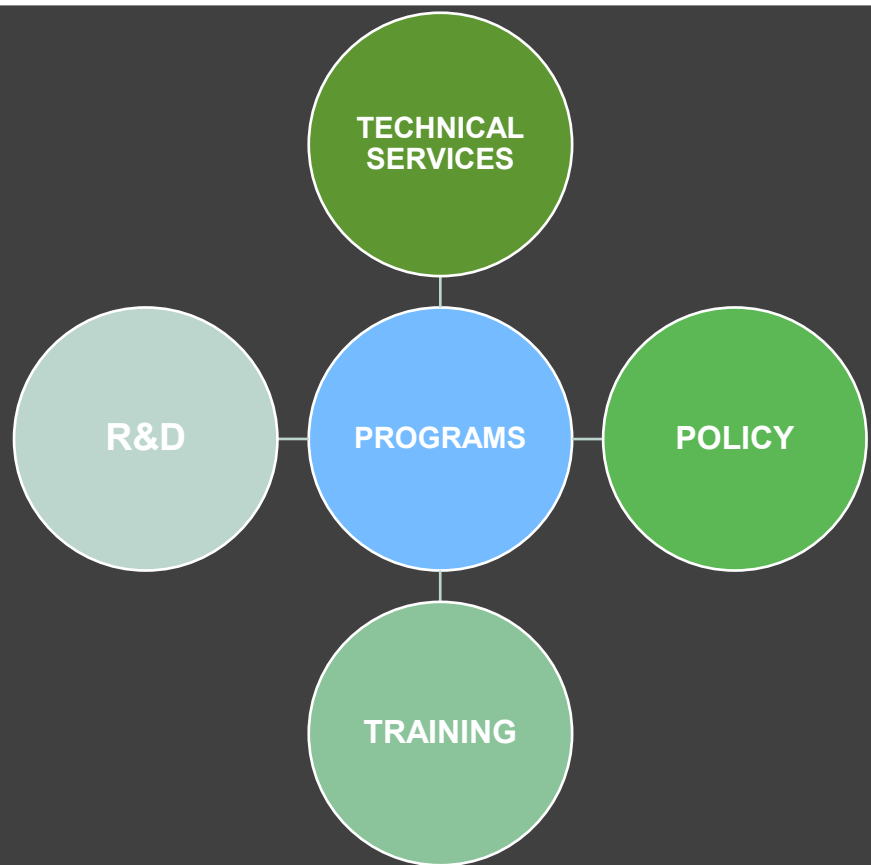 TECHNICAL
SERVICES
R&D
PROGRAMS
POLICY
TRAINING